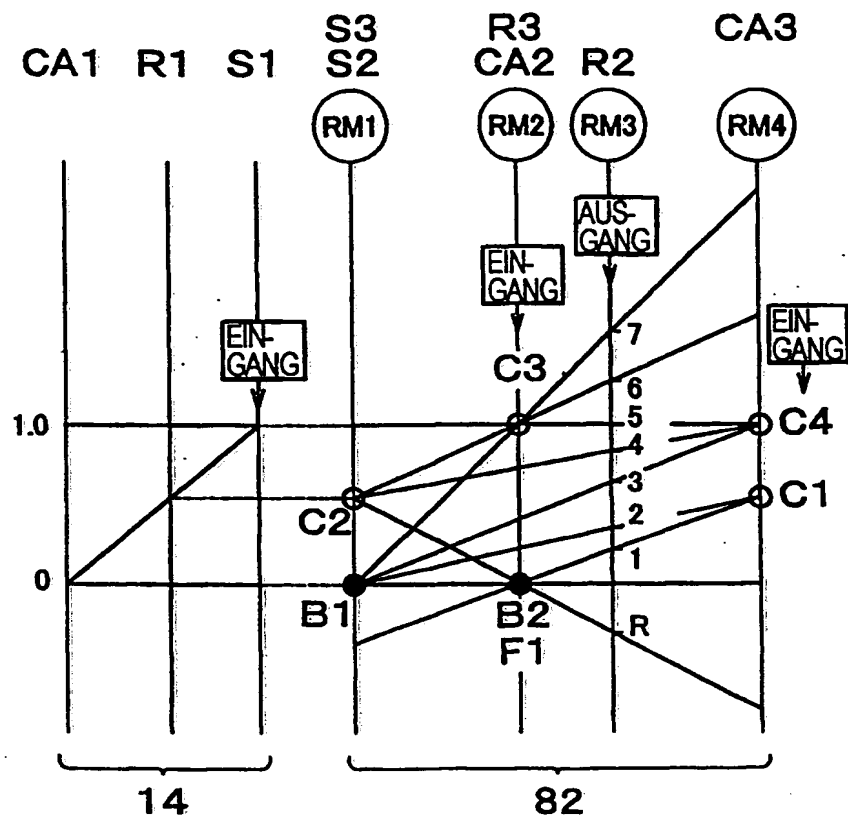 S3 R3 CA3
CA1 R1 S1 S2 CA2 R2
RM1 RM2 RM3 RM4
AUS-
GANG
EIN-
GANG
EIN-
GANG
EIN-
GANG
7
C3
6
1.0
5
C4
4
3
C1
C2
2
1
0
B1
B2
R
F1
14
82